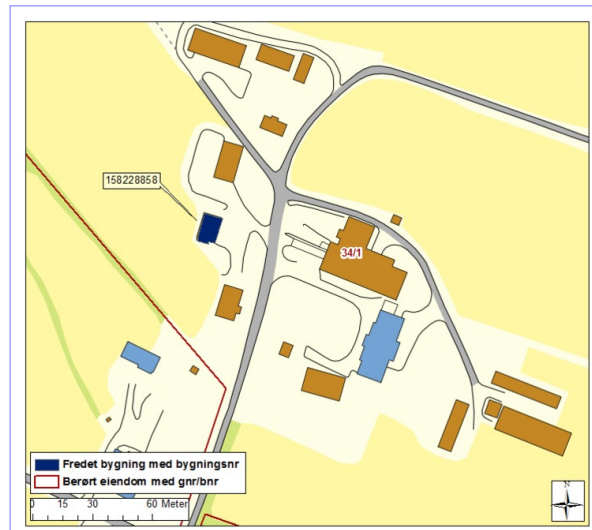 158228858
34/1
Fredet bygning med bygningsnr
Berørt eiendom med gnr/bnr
0 15 30 60 Meter
N